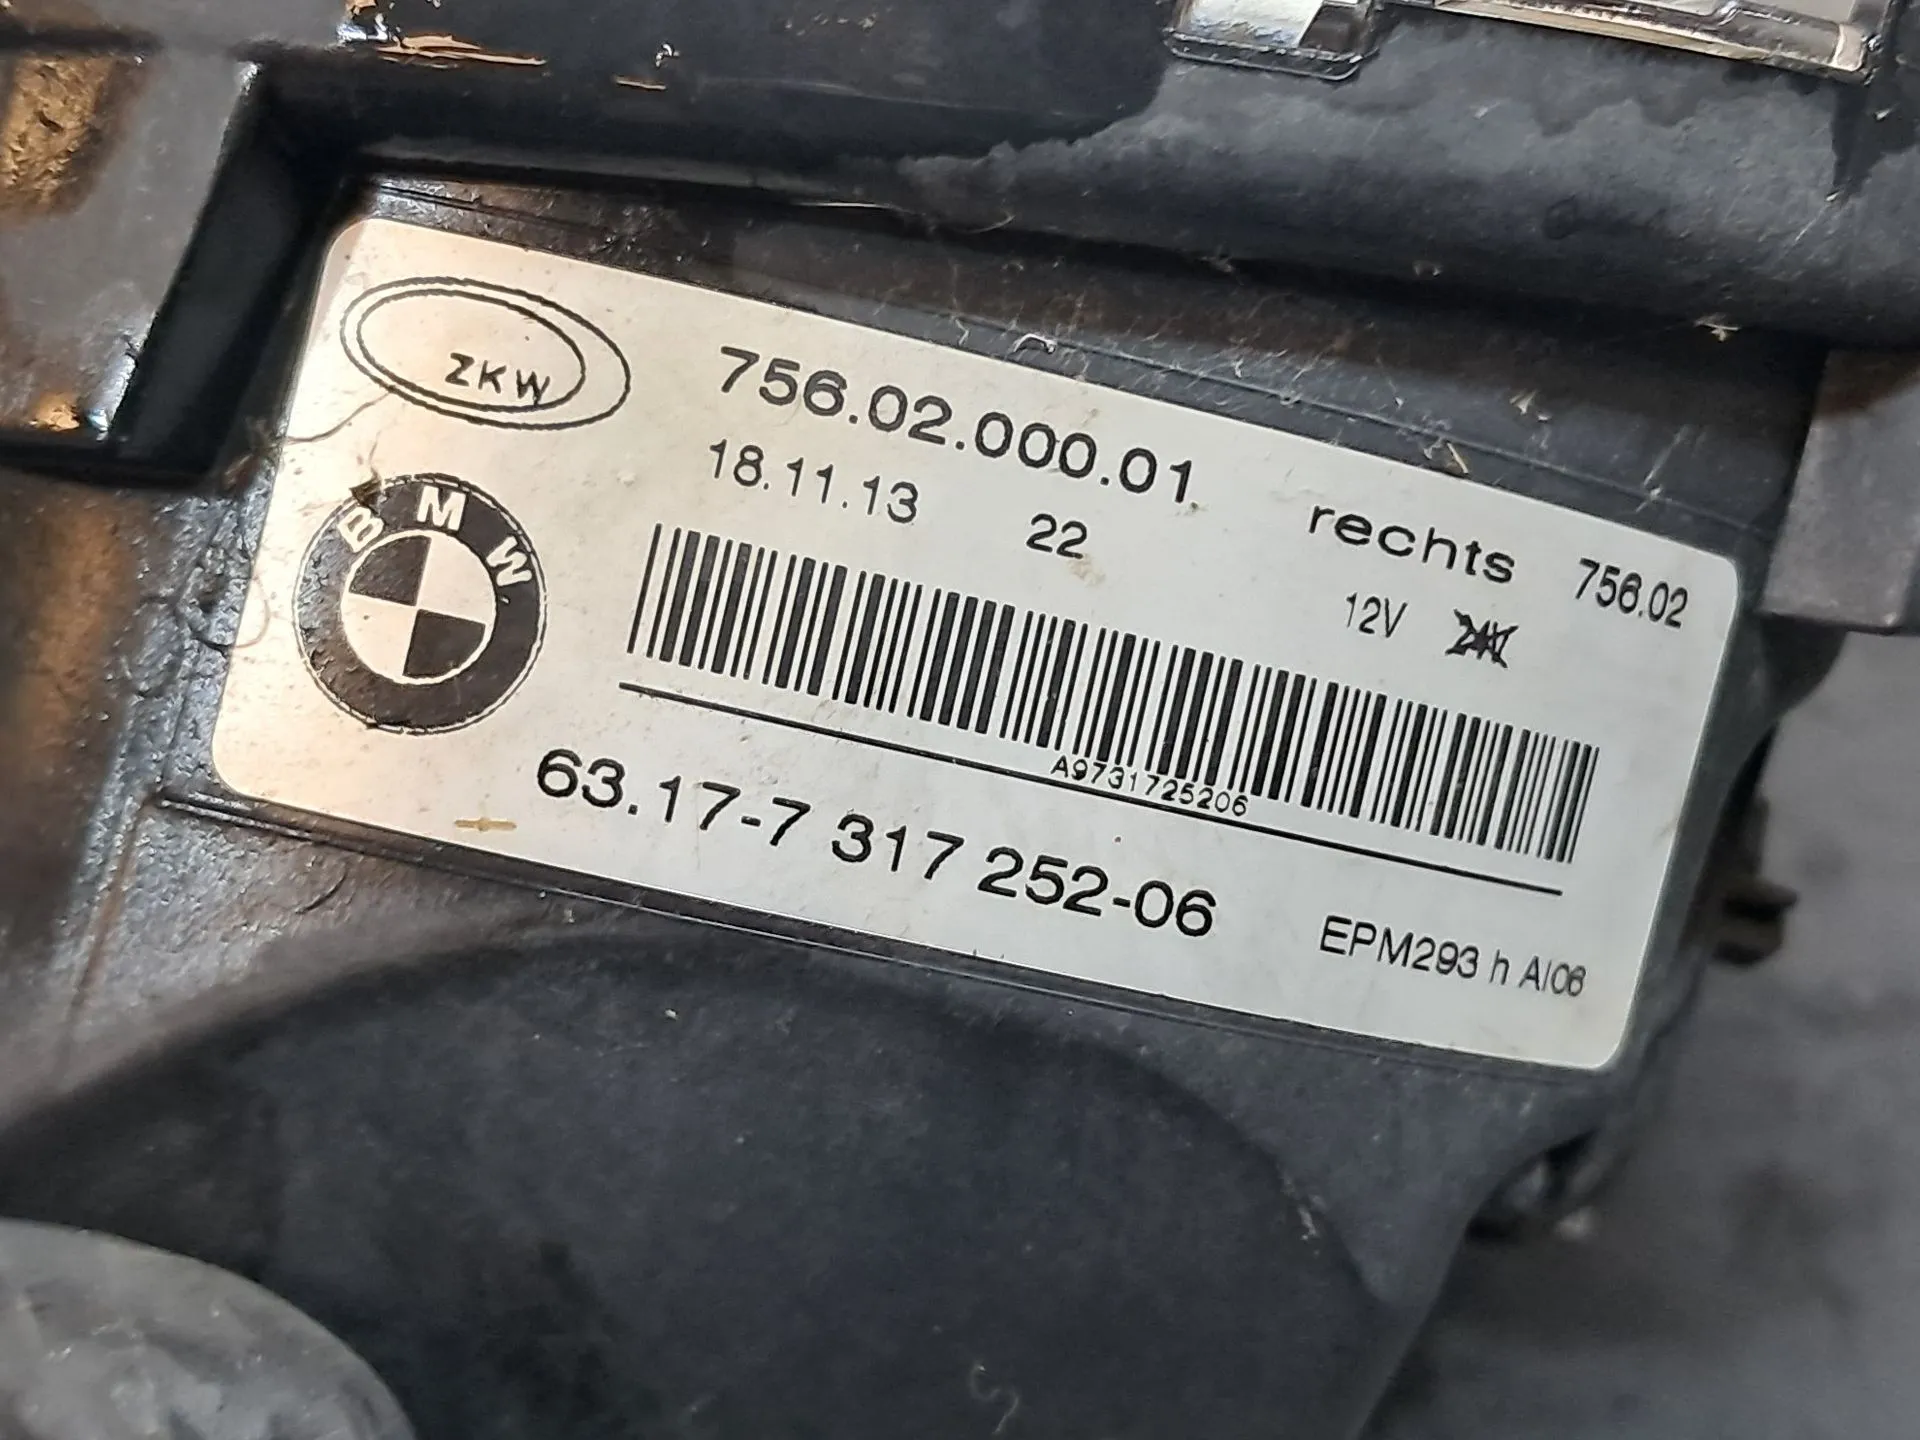 ZKW
756.02.000.01 rechts 756.02
18.11.13 22 12V
BMW
A9731725206
63.17-7 317 252-06
EPM293 h A/06